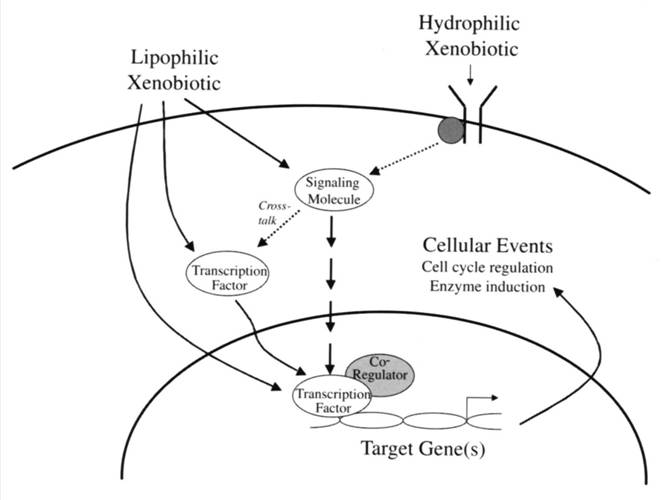 Hydrophilic
Xenobiotic
Lipophilic
Xenobiotic
Signaling
Molecule
Cross-
talk
Transcription
Factor
Cellular Events
Cell cycle regulation
Enzyme induction
Co-
Regulator
Transcription
Factor
Target Gene(s)